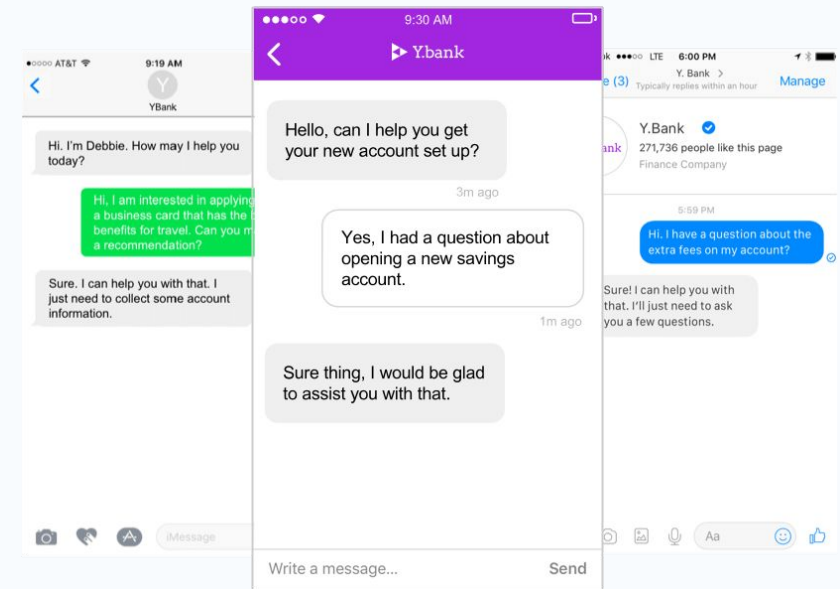 AT&T 9:19 AM
Y
YBank
Hi. I'm Debbie. How may I help you
today?
Hi, I am interested in applying
a business card that has the
benefits for travel. Can you
a recommendation?
Sure. I can help you with that. I
just need to collect some account
information.
iMessage
9:30 AM
Y.bank
Hello, can I help you get
your new account set up?
3m ago
Yes, I had a question about
opening a new savings
account.
1m ago
Sure thing, I would be glad
to assist you with that.
Write a message... Send
LTE 6:00 PM
(3) Y. Bank > Manage
Typically replies within an hour
Y.Bank
271,736 people like this page
Finance Company
5:59 PM
Hi. I have a question about the
extra fees on my account?
Sure! I can help you with
that. I'll just need to ask
you a few questions.
Aa